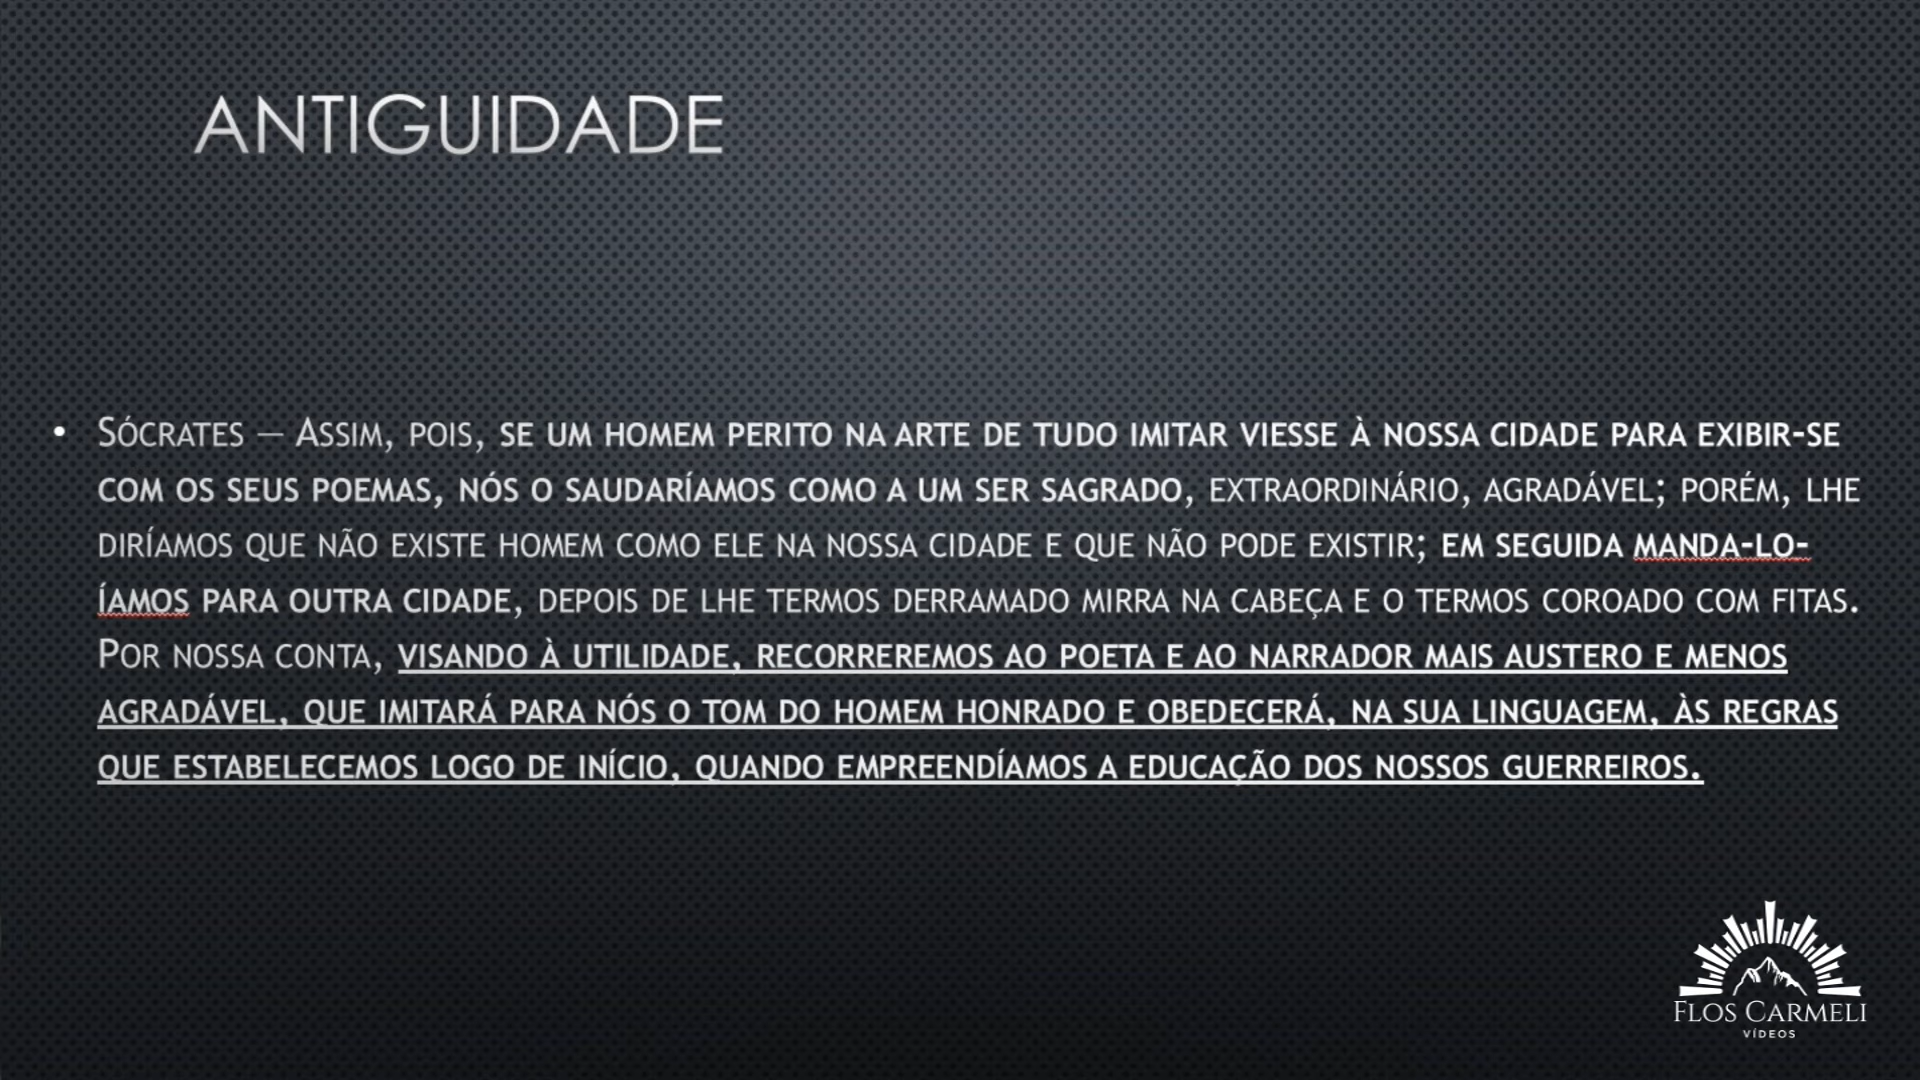 ANTIGUIDADE
• Sócrates — Assim, pois, se um homem perito na arte de tudo imitar viesse à nossa cidade para exibir-se
com os seus poemas, nós o saudaríamos como a um ser sagrado, extraordinário, agradável; porém, lhe
diríamos que não existe homem como ele na nossa cidade e que não pode existir; em seguida manda-lo-
íamos para outra cidade, depois de lhe termos derramado mirra na cabeça e o termos coroado com fitas.
Por nossa conta, visando à utilidade, recorreremos ao poeta e ao narrador mais austero e menos
agradável, que imitará para nós o tom do homem honrado e obedecerá, na sua linguagem, às regras
que estabelecemos logo de início, quando empreendíamos a educação dos nossos guerreiros.
Flos Carmeli
VÍDEOS